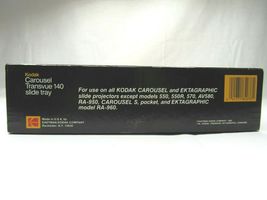 Kodak
Carousel
Transvue 140
slide tray
For use on all KODAK CAROUSEL and EKTAGRAPHIC
slide projectors except models 550, 550R, 570, AV580,
RA-950, CAROUSEL S, pocket, and EKTAGRAPHIC
model RA-960.
Made in U.S.A. by
EASTMAN KODAK COMPANY
Rochester, N.Y. 14650